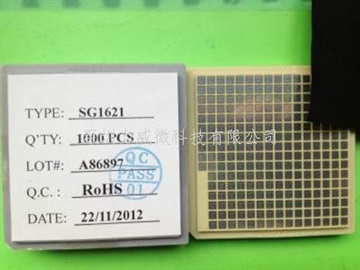 TYPE: SG1621
Q'TY: 1000 PCS
LOT#: A86897
Q.C. : RoHS
QC
PASS
01
DATE: 22/11/2012
威微科技有限公司